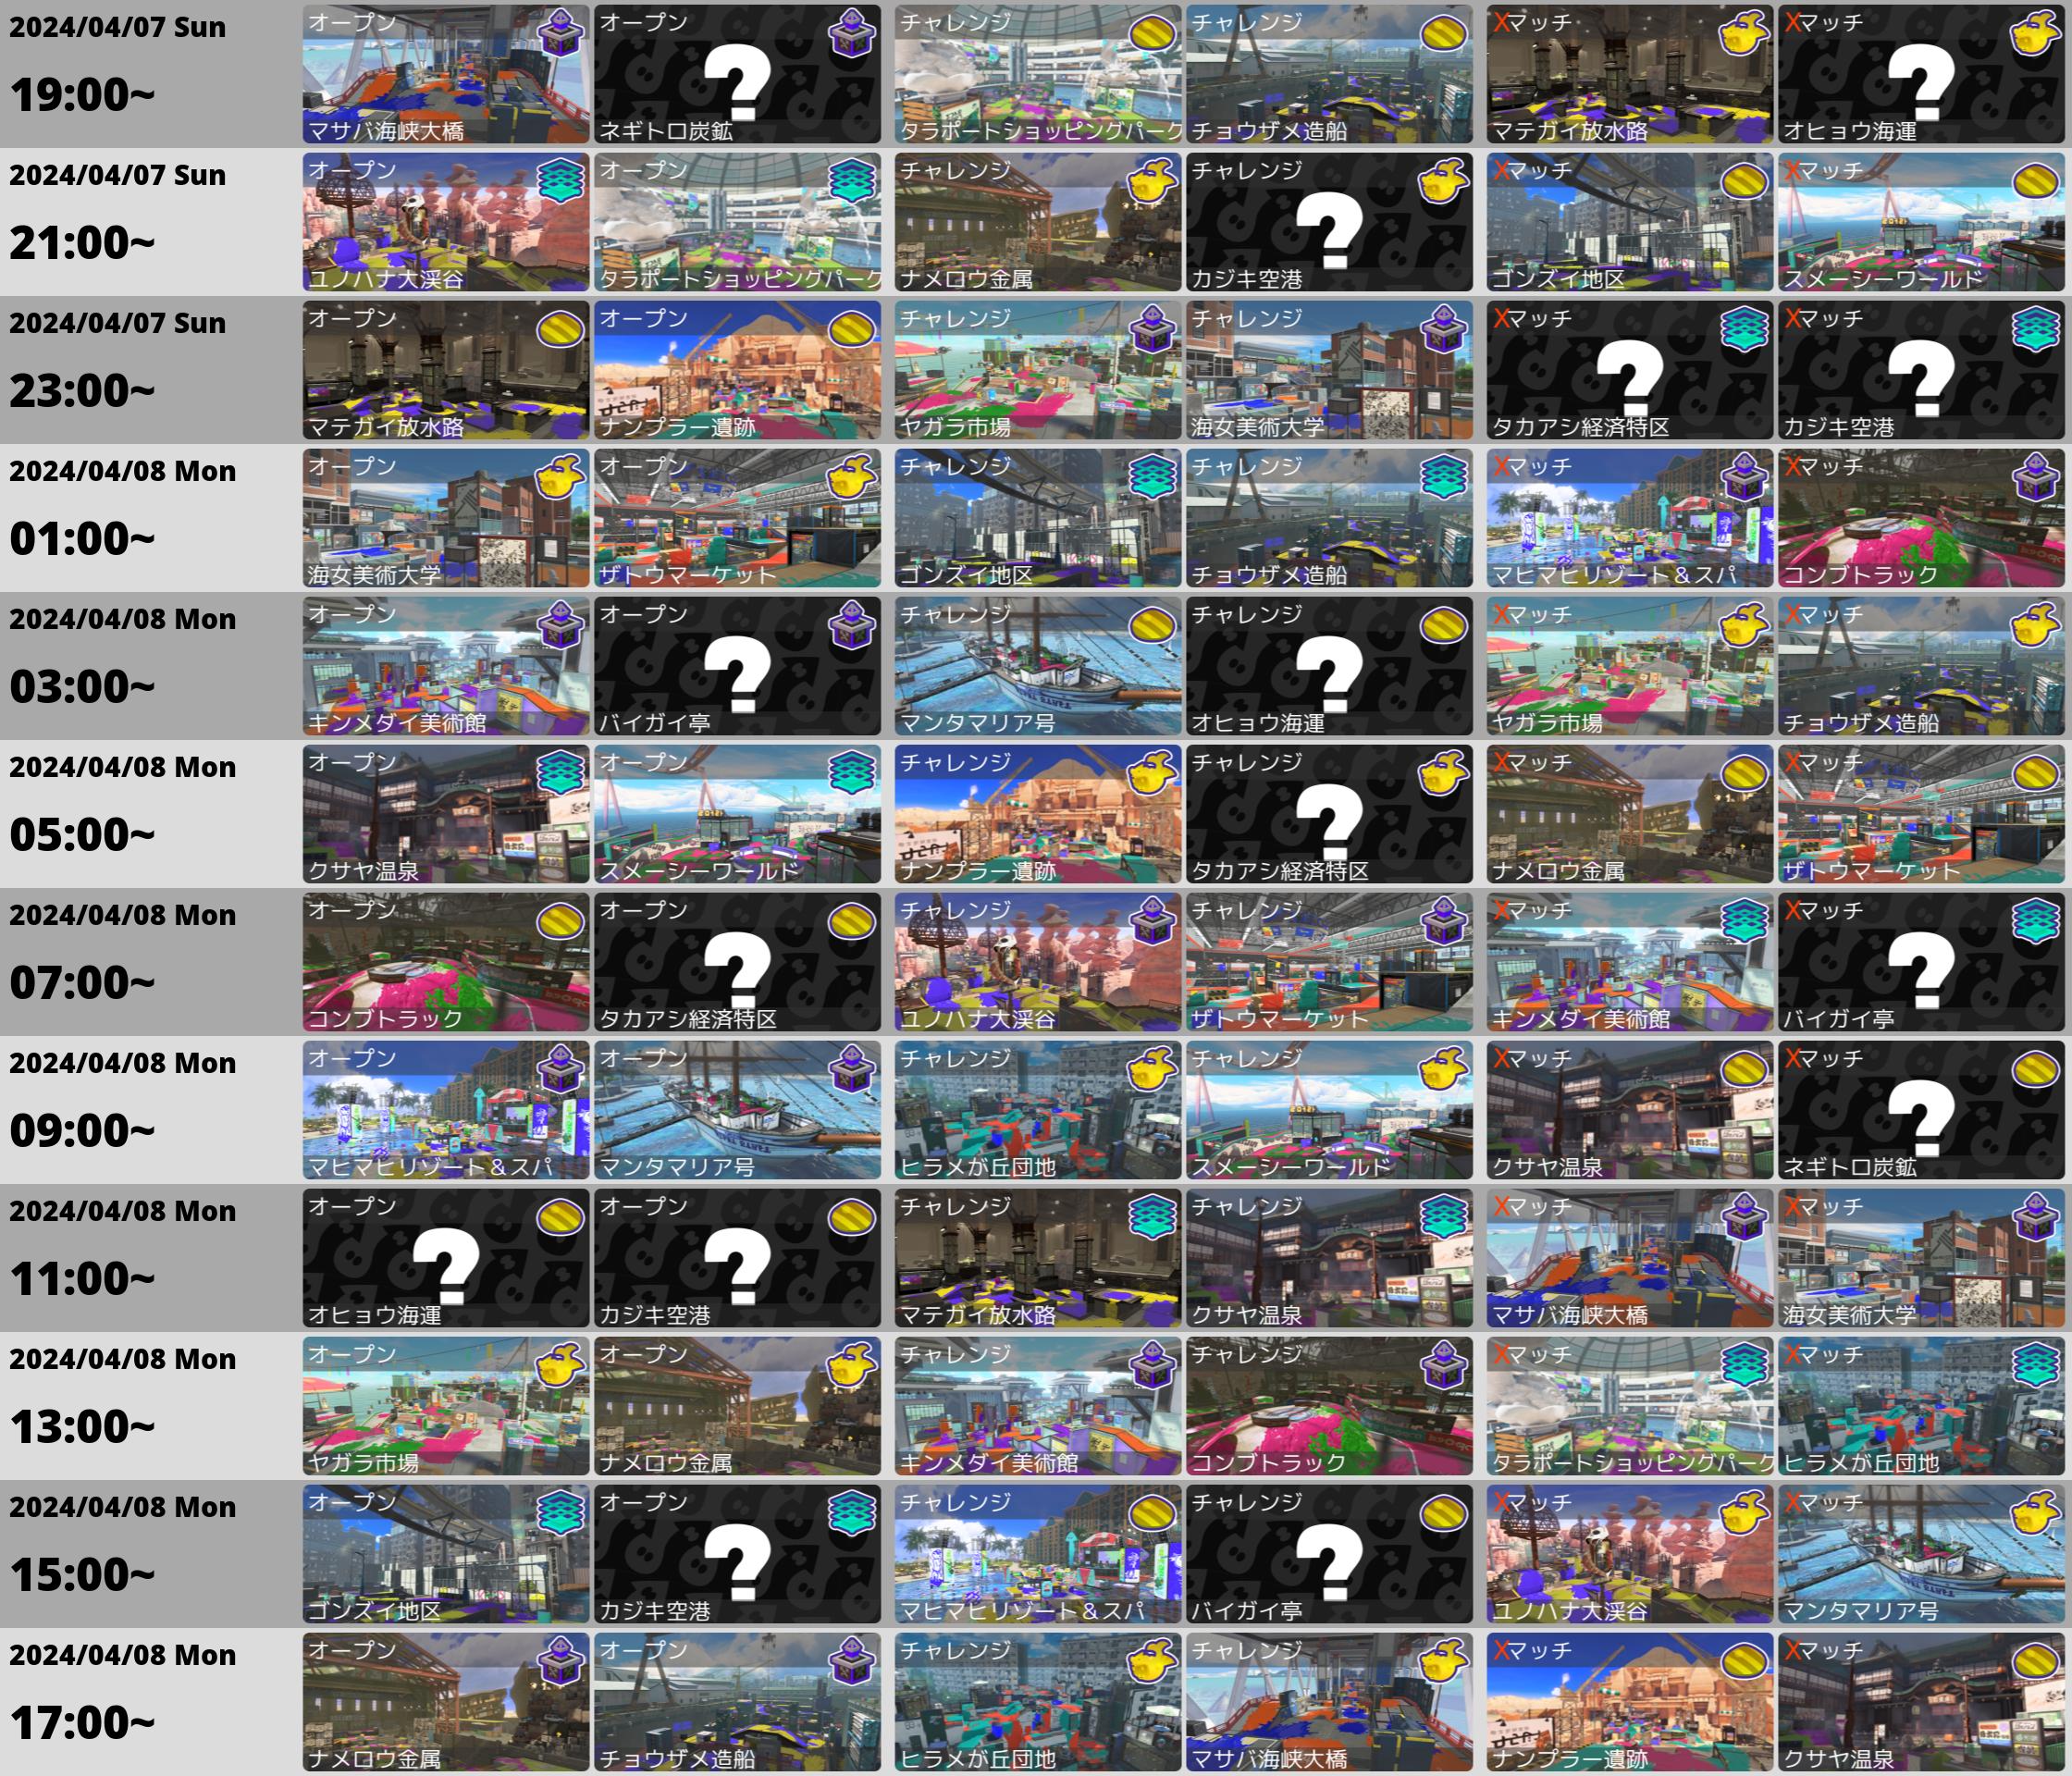 2024/04/07 Sun
19:00~
オープン オープン チャレンジ チャレンジ Xマッチ Xマッチ
マサバ海峡大橋 ネギトロ炭鉱 タラポートショッピングパーク チョウザメ造船 マテガイ放水路 オヒョウ海運
2024/04/07 Sun
21:00~
オープン オープン チャレンジ チャレンジ Xマッチ Xマッチ
ユノハナ大渓谷 タラポートショッピングパーク ナメロウ金属 カジキ空港 ゴンズイ地区 スメーシーワールド
2024/04/07 Sun
23:00~
オープン オープン チャレンジ チャレンジ Xマッチ Xマッチ
マテガイ放水路 ナンプラー遺跡 ヤガラ市場 海女美術大学 タカアシ経済特区 カジキ空港
2024/04/08 Mon
01:00~
オープン オープン チャレンジ チャレンジ Xマッチ Xマッチ
海女美術大学 ザトウマーケット ゴンズイ地区 チョウザメ造船 マヒマヒリゾート&スパ コンブトラック
2024/04/08 Mon
03:00~
オープン オープン チャレンジ チャレンジ Xマッチ Xマッチ
キンメダイ美術館 バイガイ亭 マンタマリア号 オヒョウ海運 ヤガラ市場 チョウザメ造船
2024/04/08 Mon
05:00~
オープン オープン チャレンジ チャレンジ Xマッチ Xマッチ
クサヤ温泉 スメーシーワールド ナンプラー遺跡 タカアシ経済特区 ナメロウ金属 ザトウマーケット
2024/04/08 Mon
07:00~
オープン オープン チャレンジ チャレンジ Xマッチ Xマッチ
コンブトラック タカアシ経済特区 ユノハナ大渓谷 ザトウマーケット キンメダイ美術館 バイガイ亭
2024/04/08 Mon
09:00~
オープン オープン チャレンジ チャレンジ Xマッチ Xマッチ
マヒマヒリゾート&スパ マンタマリア号 ヒラメが丘団地 スメーシーワールド クサヤ温泉 ネギトロ炭鉱
2024/04/08 Mon
11:00~
オープン オープン チャレンジ チャレンジ Xマッチ Xマッチ
オヒョウ海運 カジキ空港 マテガイ放水路 クサヤ温泉 マサバ海峡大橋 海女美術大学
2024/04/08 Mon
13:00~
オープン オープン チャレンジ チャレンジ Xマッチ Xマッチ
ヤガラ市場 ナメロウ金属 キンメダイ美術館 コンブトラック タラポートショッピングパーク ヒラメが丘団地
2024/04/08 Mon
15:00~
オープン オープン チャレンジ チャレンジ Xマッチ Xマッチ
ゴンズイ地区 カジキ空港 マヒマヒリゾート&スパ バイガイ亭 ユノハナ大渓谷 マンタマリア号
2024/04/08 Mon
17:00~
オープン オープン チャレンジ チャレンジ Xマッチ Xマッチ
ナメロウ金属 チョウザメ造船 ヒラメが丘団地 マサバ海峡大橋 ナンプラー遺跡 クサヤ温泉